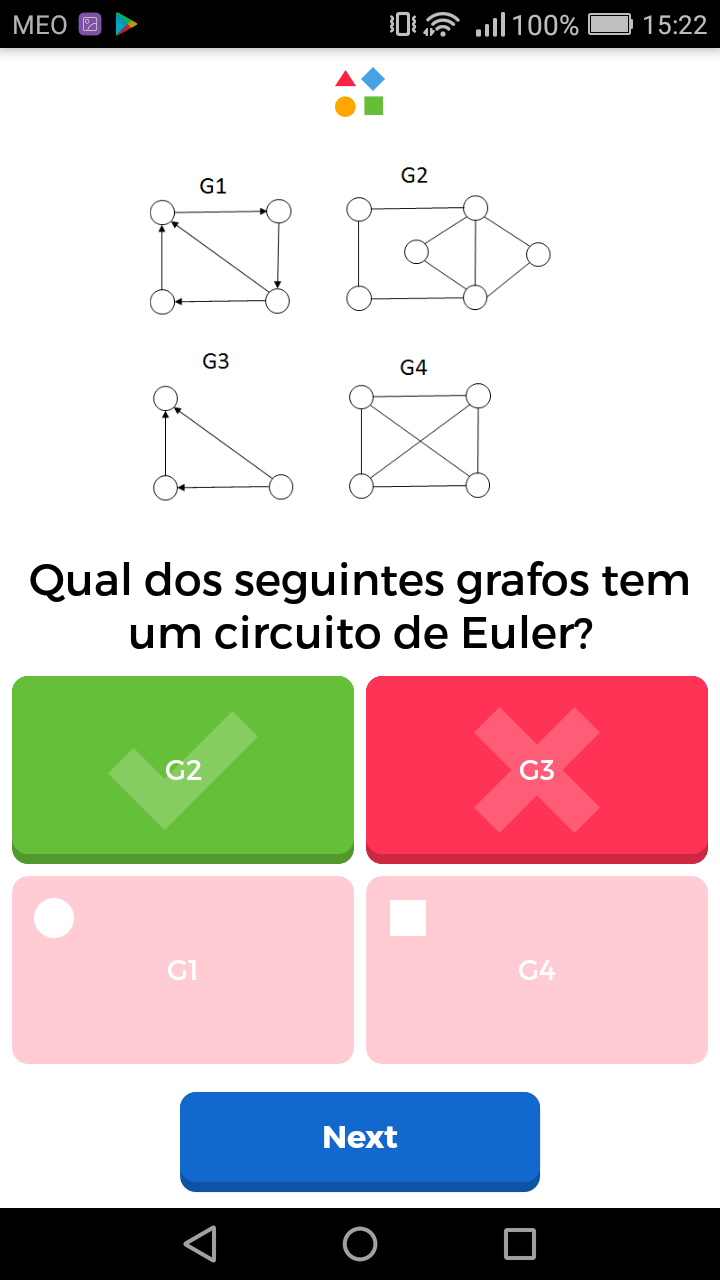 MEO 100% 15:22
G1 G2
G3 G4
Qual dos seguintes grafos tem
um circuito de Euler?
G2 G3
G1 G4
Next